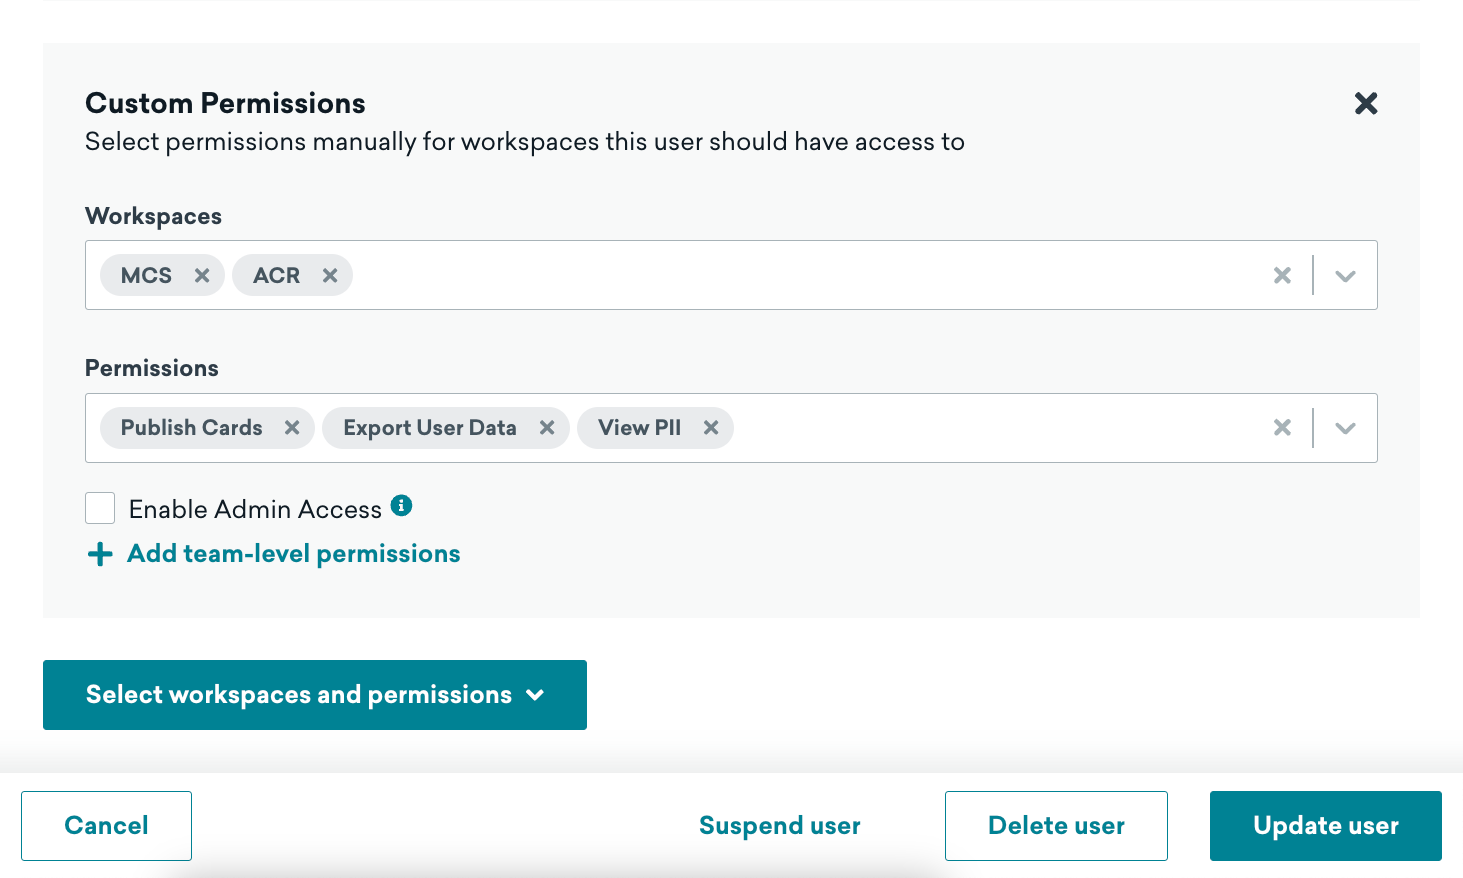 Custom Permissions
Select permissions manually for workspaces this user should have access to
Workspaces
MCS ACR
Permissions
Publish Cards Export User Data View PII
Enable Admin Access
Add team-level permissions
Select workspaces and permissions
Cancel Suspend user Delete user Update user